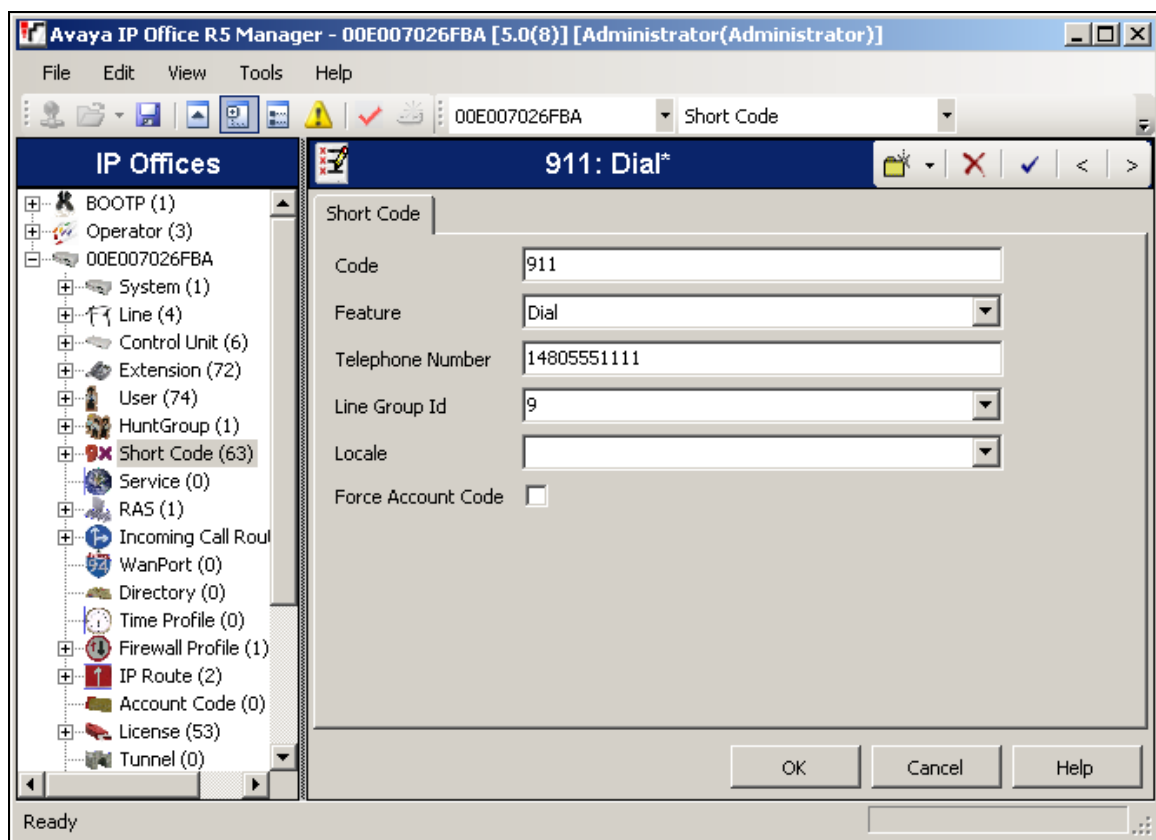 Avaya IP Office R5 Manager - 00E007026FBA [5.0(8)] [Administrator(Administrator)]
File Edit View Tools Help
00E007026FBA Short Code
IP Offices
911: Dial*
BOOTP (1)
Operator (3)
00E007026FBA
System (1)
Line (4)
Control Unit (6)
Extension (72)
User (74)
HuntGroup (1)
Short Code (63)
Service (0)
RAS (1)
Incoming Call Rou
WanPort (0)
Directory (0)
Time Profile (0)
Firewall Profile (1)
IP Route (2)
Account Code (0)
License (53)
Tunnel (0)
Short Code
Code 911
Feature Dial
Telephone Number 14805551111
Line Group Id 9
Locale
Force Account Code
OK Cancel Help
Ready